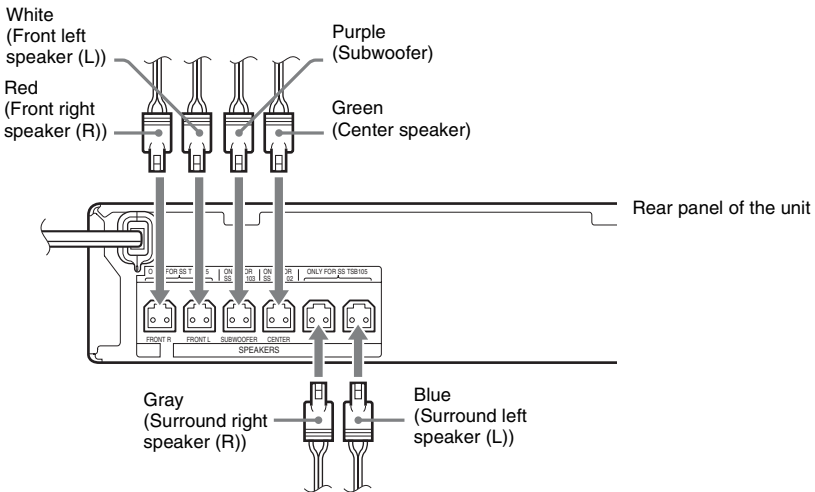 White
(Front left
speaker (L))
Purple
(Subwoofer)
Red
(Front right
speaker (R))
Green
(Center speaker)
Rear panel of the unit
ONLY FOR SS TSB105
FRONT R
FRONT L
SUBWOOFER
CENTER
SPEAKERS
Gray
(Surround right
speaker (R))
Blue
(Surround left
speaker (L))